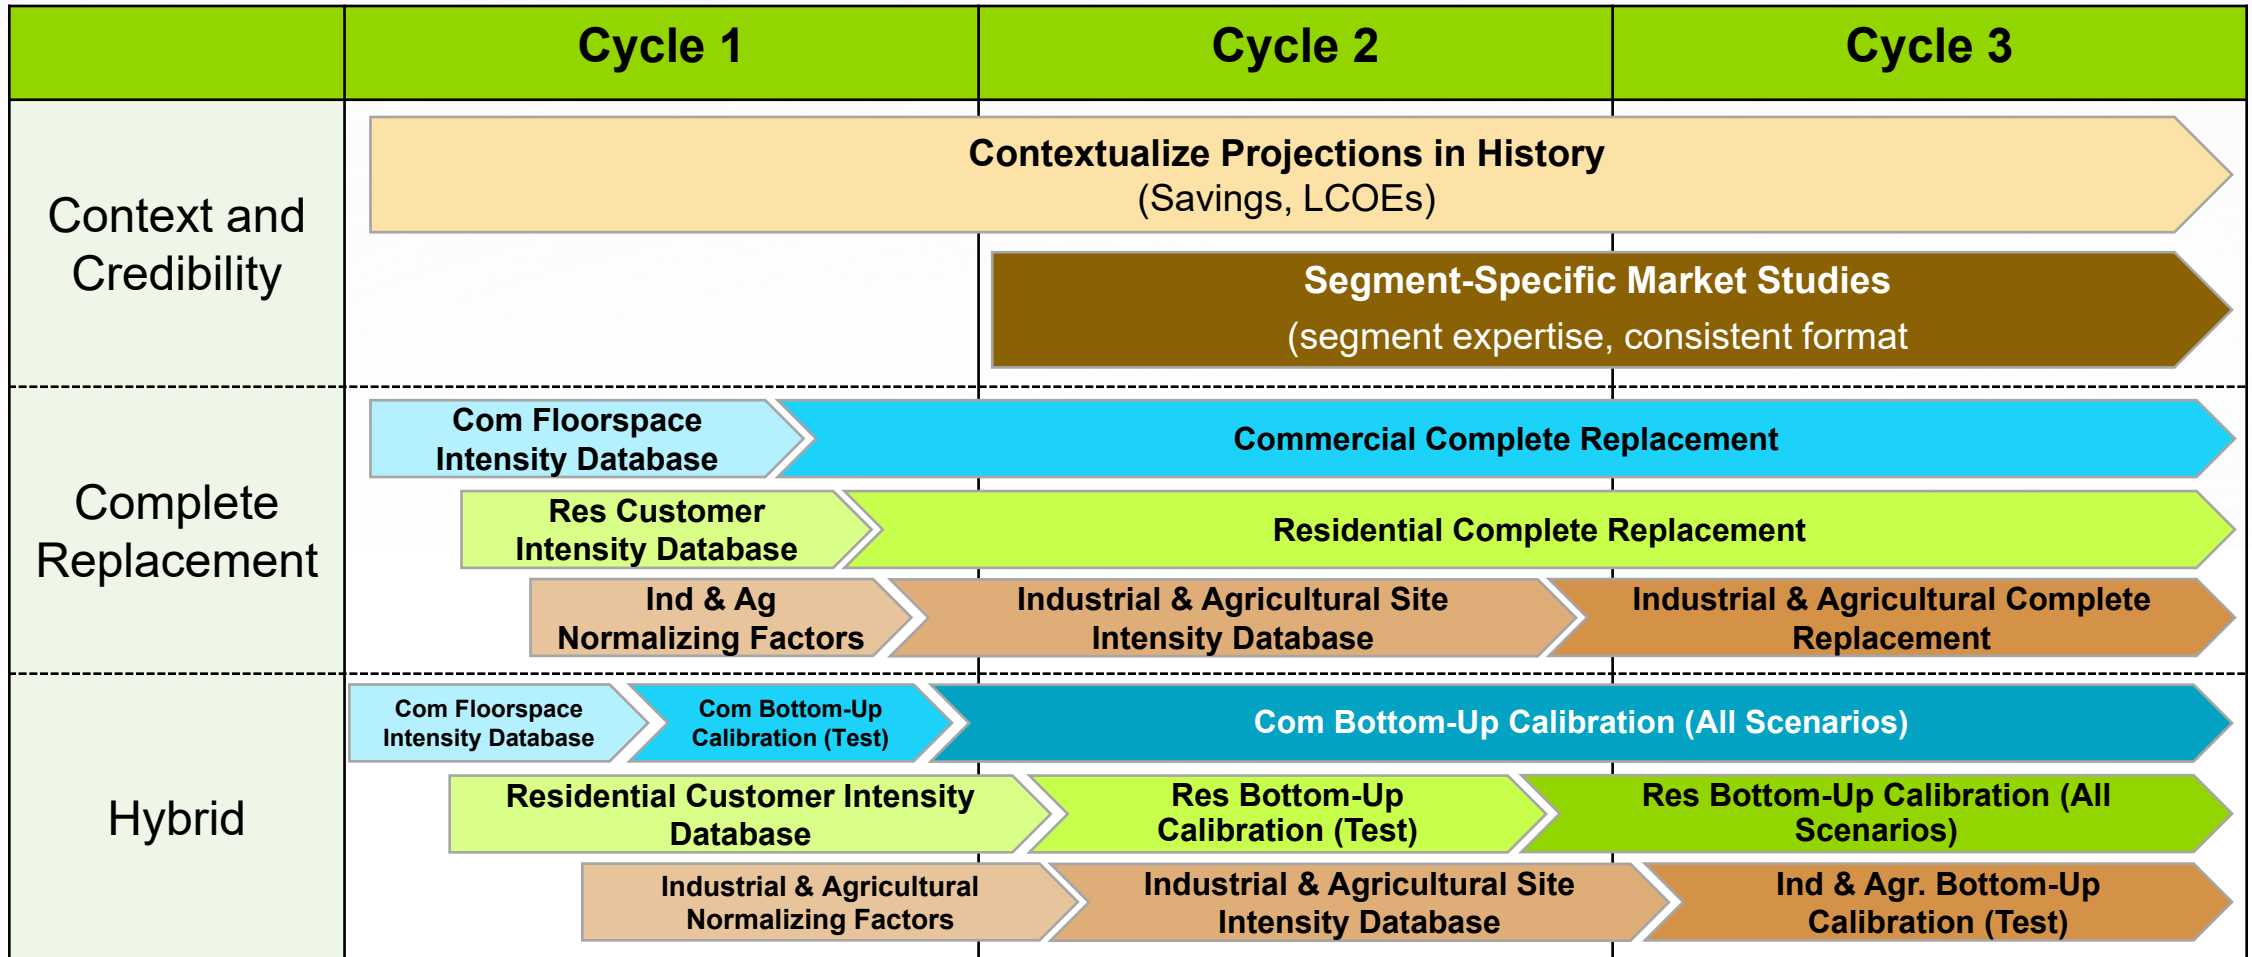 Cycle 1
Cycle 2
Cycle 3
Context and
Credibility
Contextualize Projections in History
(Savings, LCOEs)
Segment-Specific Market Studies
(segment expertise, consistent format
Complete
Replacement
Com Floorspace
Intensity Database
Commercial Complete Replacement
Res Customer
Intensity Database
Residential Complete Replacement
Ind & Ag
Normalizing Factors
Industrial & Agricultural Site
Intensity Database
Industrial & Agricultural Complete
Replacement
Hybrid
Com Floorspace
Intensity Database
Com Bottom-Up
Calibration (Test)
Com Bottom-Up Calibration (All Scenarios)
Residential Customer Intensity
Database
Res Bottom-Up
Calibration (Test)
Res Bottom-Up Calibration (All
Scenarios)
Industrial & Agricultural
Normalizing Factors
Industrial & Agricultural Site
Intensity Database
Ind & Agr. Bottom-Up
Calibration (Test)